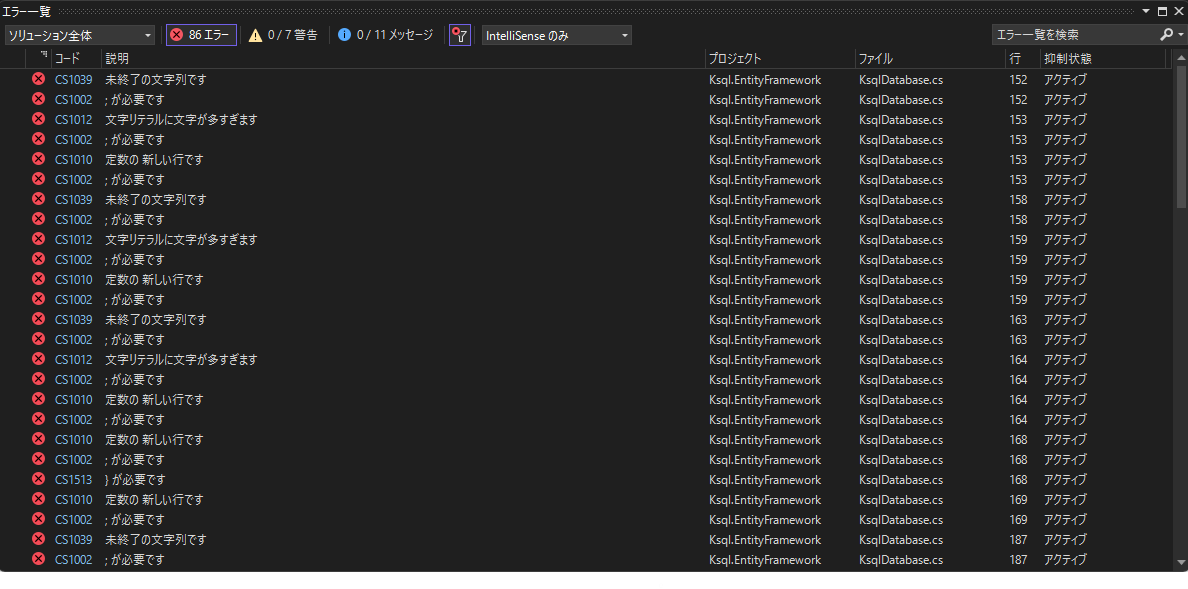 エラー一覧
ソリューション全体 86 エラー 0 / 7 警告 0 / 11 メッセージ IntelliSense のみ エラー一覧を検索
コード 説明 プロジェクト ファイル 行 抑制状態
CS1039 未終了の文字列です Ksql.EntityFramework KsqlDatabase.cs 152 アクティブ
CS1002 ; が必要です Ksql.EntityFramework KsqlDatabase.cs 152 アクティブ
CS1012 文字リテラルに文字が多すぎます Ksql.EntityFramework KsqlDatabase.cs 153 アクティブ
CS1002 ; が必要です Ksql.EntityFramework KsqlDatabase.cs 153 アクティブ
CS1010 定数の 新しい行です Ksql.EntityFramework KsqlDatabase.cs 153 アクティブ
CS1002 ; が必要です Ksql.EntityFramework KsqlDatabase.cs 153 アクティブ
CS1039 未終了の文字列です Ksql.EntityFramework KsqlDatabase.cs 158 アクティブ
CS1002 ; が必要です Ksql.EntityFramework KsqlDatabase.cs 158 アクティブ
CS1012 文字リテラルに文字が多すぎます Ksql.EntityFramework KsqlDatabase.cs 159 アクティブ
CS1002 ; が必要です Ksql.EntityFramework KsqlDatabase.cs 159 アクティブ
CS1010 定数の 新しい行です Ksql.EntityFramework KsqlDatabase.cs 159 アクティブ
CS1002 ; が必要です Ksql.EntityFramework KsqlDatabase.cs 159 アクティブ
CS1039 未終了の文字列です Ksql.EntityFramework KsqlDatabase.cs 163 アクティブ
CS1002 ; が必要です Ksql.EntityFramework KsqlDatabase.cs 163 アクティブ
CS1012 文字リテラルに文字が多すぎます Ksql.EntityFramework KsqlDatabase.cs 164 アクティブ
CS1002 ; が必要です Ksql.EntityFramework KsqlDatabase.cs 164 アクティブ
CS1010 定数の 新しい行です Ksql.EntityFramework KsqlDatabase.cs 164 アクティブ
CS1002 ; が必要です Ksql.EntityFramework KsqlDatabase.cs 164 アクティブ
CS1010 定数の 新しい行です Ksql.EntityFramework KsqlDatabase.cs 168 アクティブ
CS1002 ; が必要です Ksql.EntityFramework KsqlDatabase.cs 168 アクティブ
CS1513 } が必要です Ksql.EntityFramework KsqlDatabase.cs 168 アクティブ
CS1010 定数の 新しい行です Ksql.EntityFramework KsqlDatabase.cs 169 アクティブ
CS1002 ; が必要です Ksql.EntityFramework KsqlDatabase.cs 169 アクティブ
CS1039 未終了の文字列です Ksql.EntityFramework KsqlDatabase.cs 187 アクティブ
CS1002 ; が必要です Ksql.EntityFramework KsqlDatabase.cs 187 アクティブ